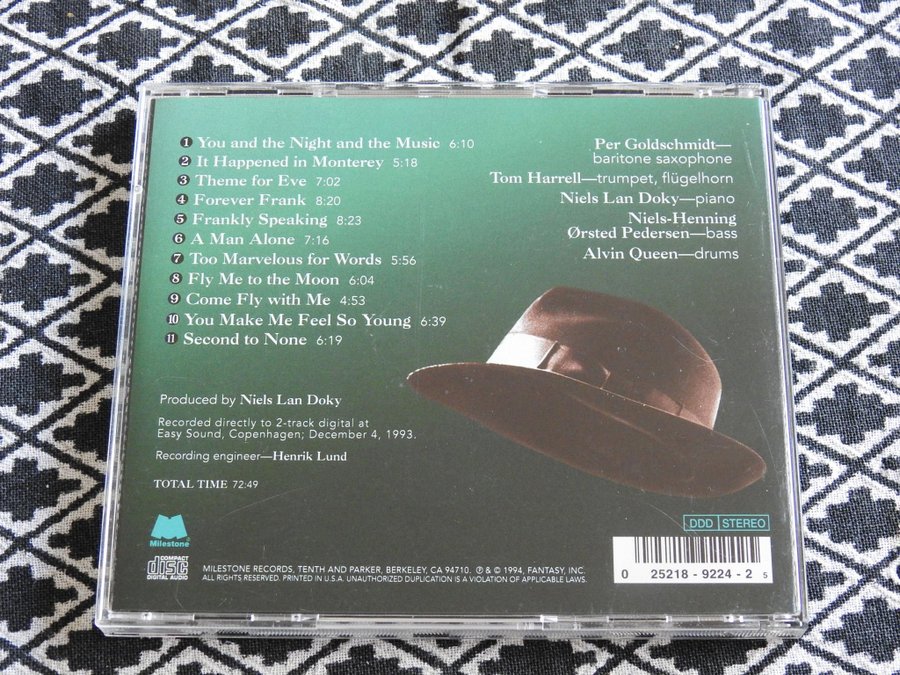 1 You and the Night and the Music 6:10
2 It Happened in Monterey 5:18
3 Theme for Eve 7:02
4 Forever Frank 8:20
5 Frankly Speaking 8:23
6 A Man Alone 7:16
7 Too Marvelous for Words 5:56
8 Fly Me to the Moon 6:04
9 Come Fly with Me 4:53
10 You Make Me Feel So Young 6:39
11 Second to None 6:19
Per Goldschmidt—
baritone saxophone
Tom Harrell—trumpet, flügelhorn
Niels Lan Doky—piano
Niels-Henning
Ørsted Pedersen—bass
Alvin Queen—drums
Produced by Niels Lan Doky
Recorded directly to 2-track digital at
Easy Sound, Copenhagen; December 4, 1993.
Recording engineer—Henrik Lund
TOTAL TIME 72:49
Milestone
COMPACT
disc
DIGITAL AUDIO
MILESTONE RECORDS, TENTH AND PARKER, BERKELEY, CA 94710. ℗ & © 1994, FANTASY, INC.
ALL RIGHTS RESERVED. PRINTED IN U.S.A. UNAUTHORIZED DUPLICATION IS A VIOLATION OF APPLICABLE LAWS.
DDD STEREO
0 25218 - 9224 - 2 5